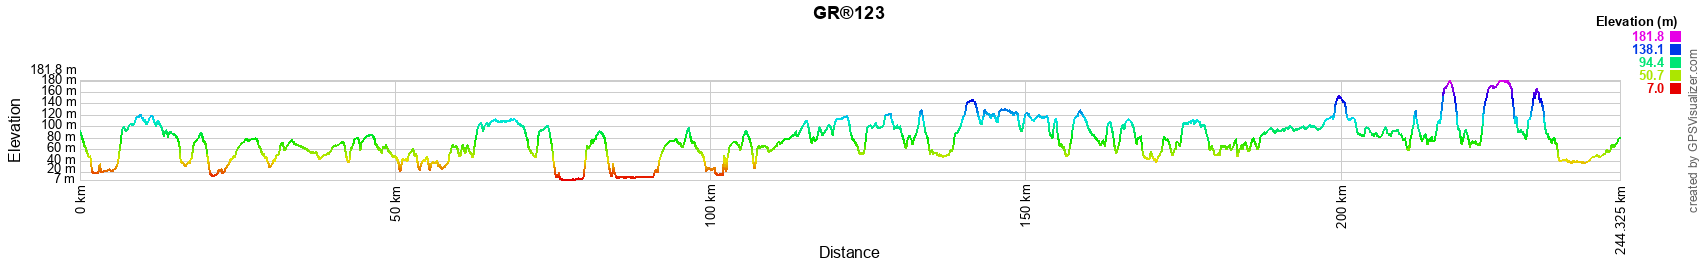 GR®123
Elevation (m)
181.8
138.1
94.4
50.7
7.0
181.8 m
180 m
160 m
140 m
120 m
100 m
80 m
60 m
40 m
20 m
7 m
Elevation
0 km
50 km
100 km
150 km
200 km
244.325 km
Distance
created by GPSVisualizer.com